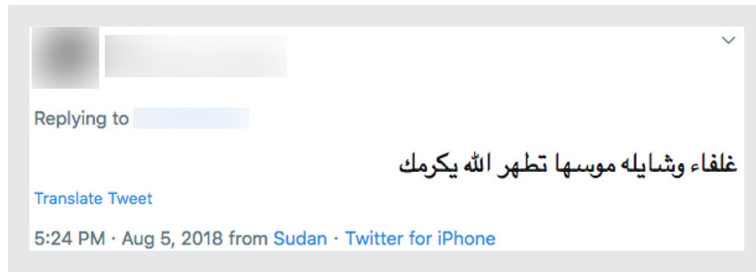 Replying to
غلفاء وشايله موسها تطهر الله يكرمك
Translate Tweet
5:24 PM · Aug 5, 2018 from Sudan · Twitter for iPhone